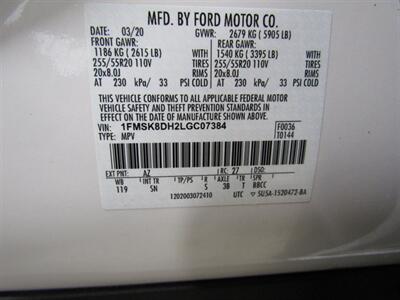 MFD. BY FORD MOTOR CO.
DATE: 03/20 GVWR: 2679 KG ( 5905 LB)
FRONT GAWR: REAR GAWR:
1186 KG ( 2615 LB) WITH 1540 KG ( 3395 LB) WITH
255/55R20 110V TIRES 255/55R20 110V TIRES
20x8.0J RIMS 20x8.0J RIMS
AT 230 kPa/ 33 PSI COLD AT 230 kPa/ 33 PSI COLD
THIS VEHICLE CONFORMS TO ALL APPLICABLE FEDERAL MOTOR
VEHICLE SAFETY AND THEFT PREVENTION STANDARDS IN
EFFECT ON THE DATE OF MANUFACTURE SHOWN ABOVE.
VIN: 1FMSK8DH2LGC07384 F0036
TYPE: MPV T0144
EXT PNT: AZ RC: 27 DSO:
WB INT TR TP/PS R AXLE TR SPR
119 SN S 3B T BBCC
1202003072410 UTC ▽ 5U5A-1520472-BA